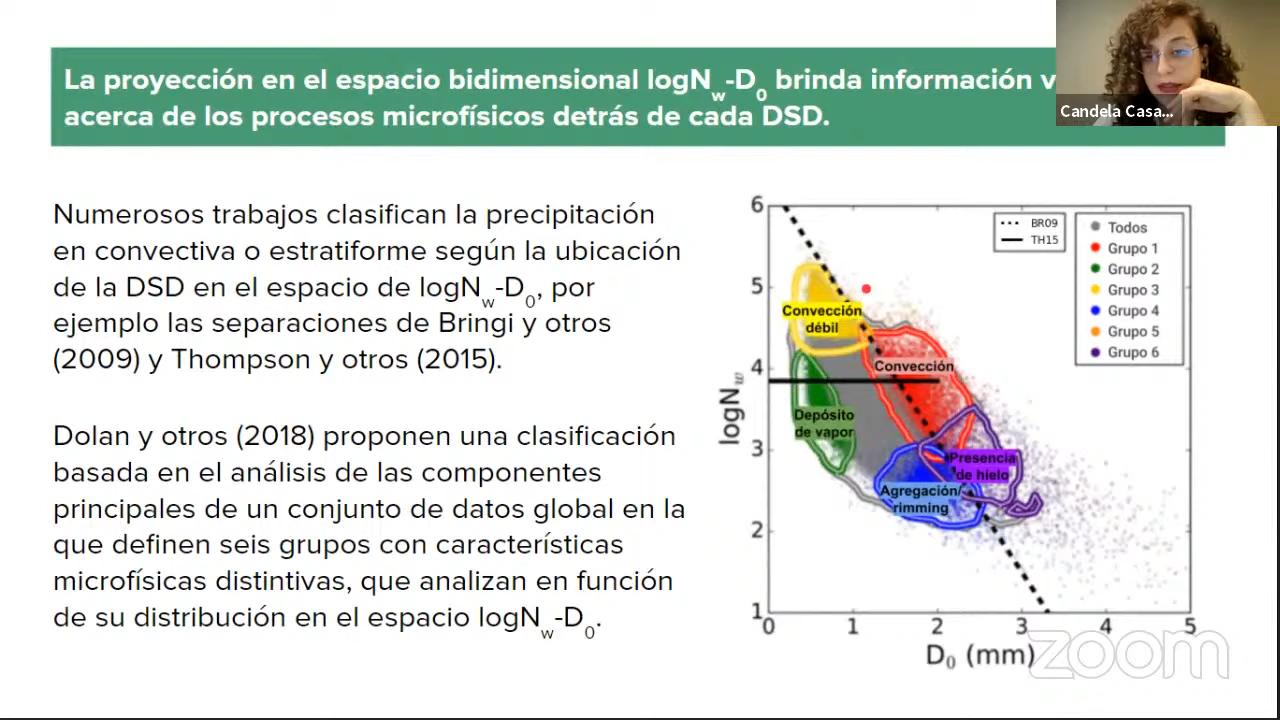 La proyección en el espacio bidimensional logNw-D0 brinda información v
acerca de los procesos microfísicos detrás de cada DSD.
Candela Casa...
Numerosos trabajos clasifican la precipitación
en convectiva o estratiforme según la ubicación
de la DSD en el espacio de logNw-D0, por
ejemplo las separaciones de Bringi y otros
(2009) y Thompson y otros (2015).
Dolan y otros (2018) proponen una clasificación
basada en el análisis de las componentes
principales de un conjunto de datos global en la
que definen seis grupos con características
microfísicas distintivas, que analizan en función
de su distribución en el espacio logNw-D0.
6
5
4
3
2
1
logNw
0
1
2
3
4
5
D0 (mm)
BR09
TH15
Todos
Grupo 1
Grupo 2
Grupo 3
Grupo 4
Grupo 5
Grupo 6
Convección
débil
Convección
Depósito
de vapor
Presencia
de hielo
Agregación/
rimming
zoom